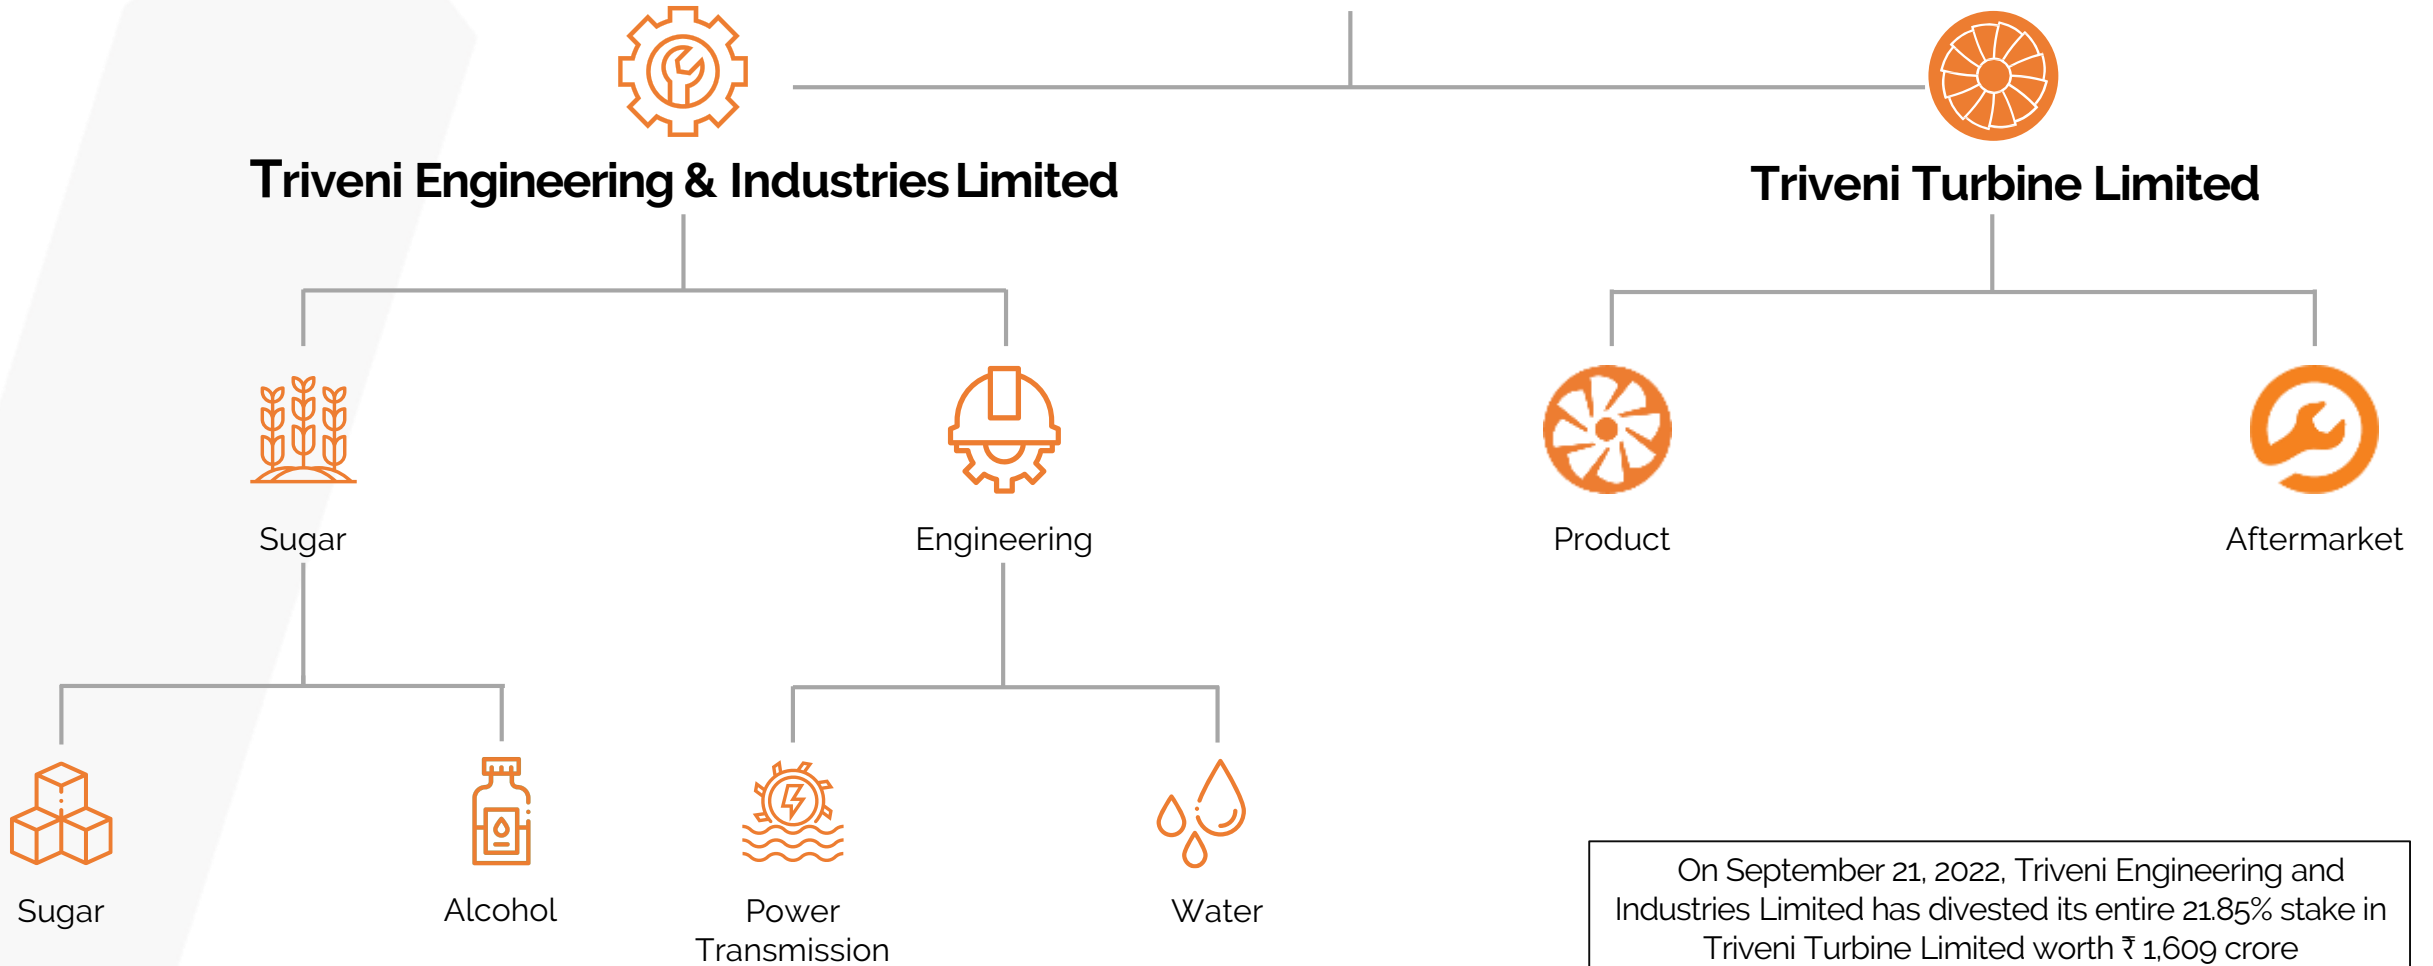 Triveni Engineering & Industries Limited
Triveni Turbine Limited
Sugar
Engineering
Product
Aftermarket
Sugar
Alcohol
Power
Transmission
Water
On September 21, 2022, Triveni Engineering and
Industries Limited has divested its entire 21.85% stake in
Triveni Turbine Limited worth ₹ 1,609 crore